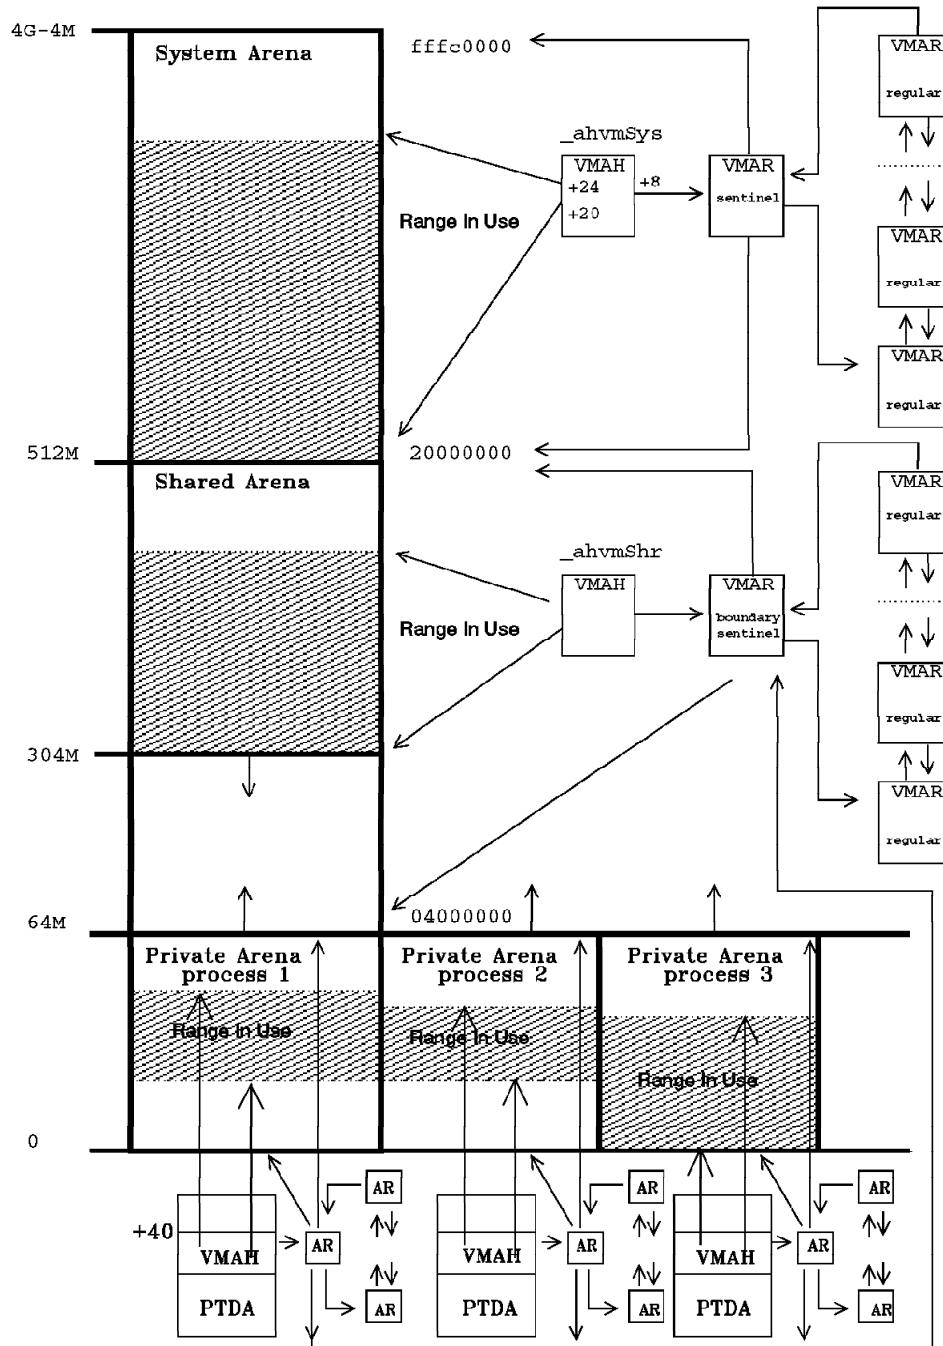 4G-4M
System Arena
fffc0000
VMAR
regular
_ahvmSys
VMAH
+24
+20
+8
VMAR
sentinel
Range In Use
VMAR
regular
VMAR
regular
512M
20000000
Shared Arena
VMAR
regular
_ahvmShr
VMAH
VMAR
boundary
sentinel
Range In Use
VMAR
regular
304M
VMAR
regular
64M
04000000
Private Arena
process 1
Private Arena
process 2
Private Arena
process 3
Range In Use
Range In Use
Range In Use
0
AR
AR
AR
+40
VMAH
AR
VMAH
AR
VMAH
AR
PTDA
AR
PTDA
AR
PTDA
AR